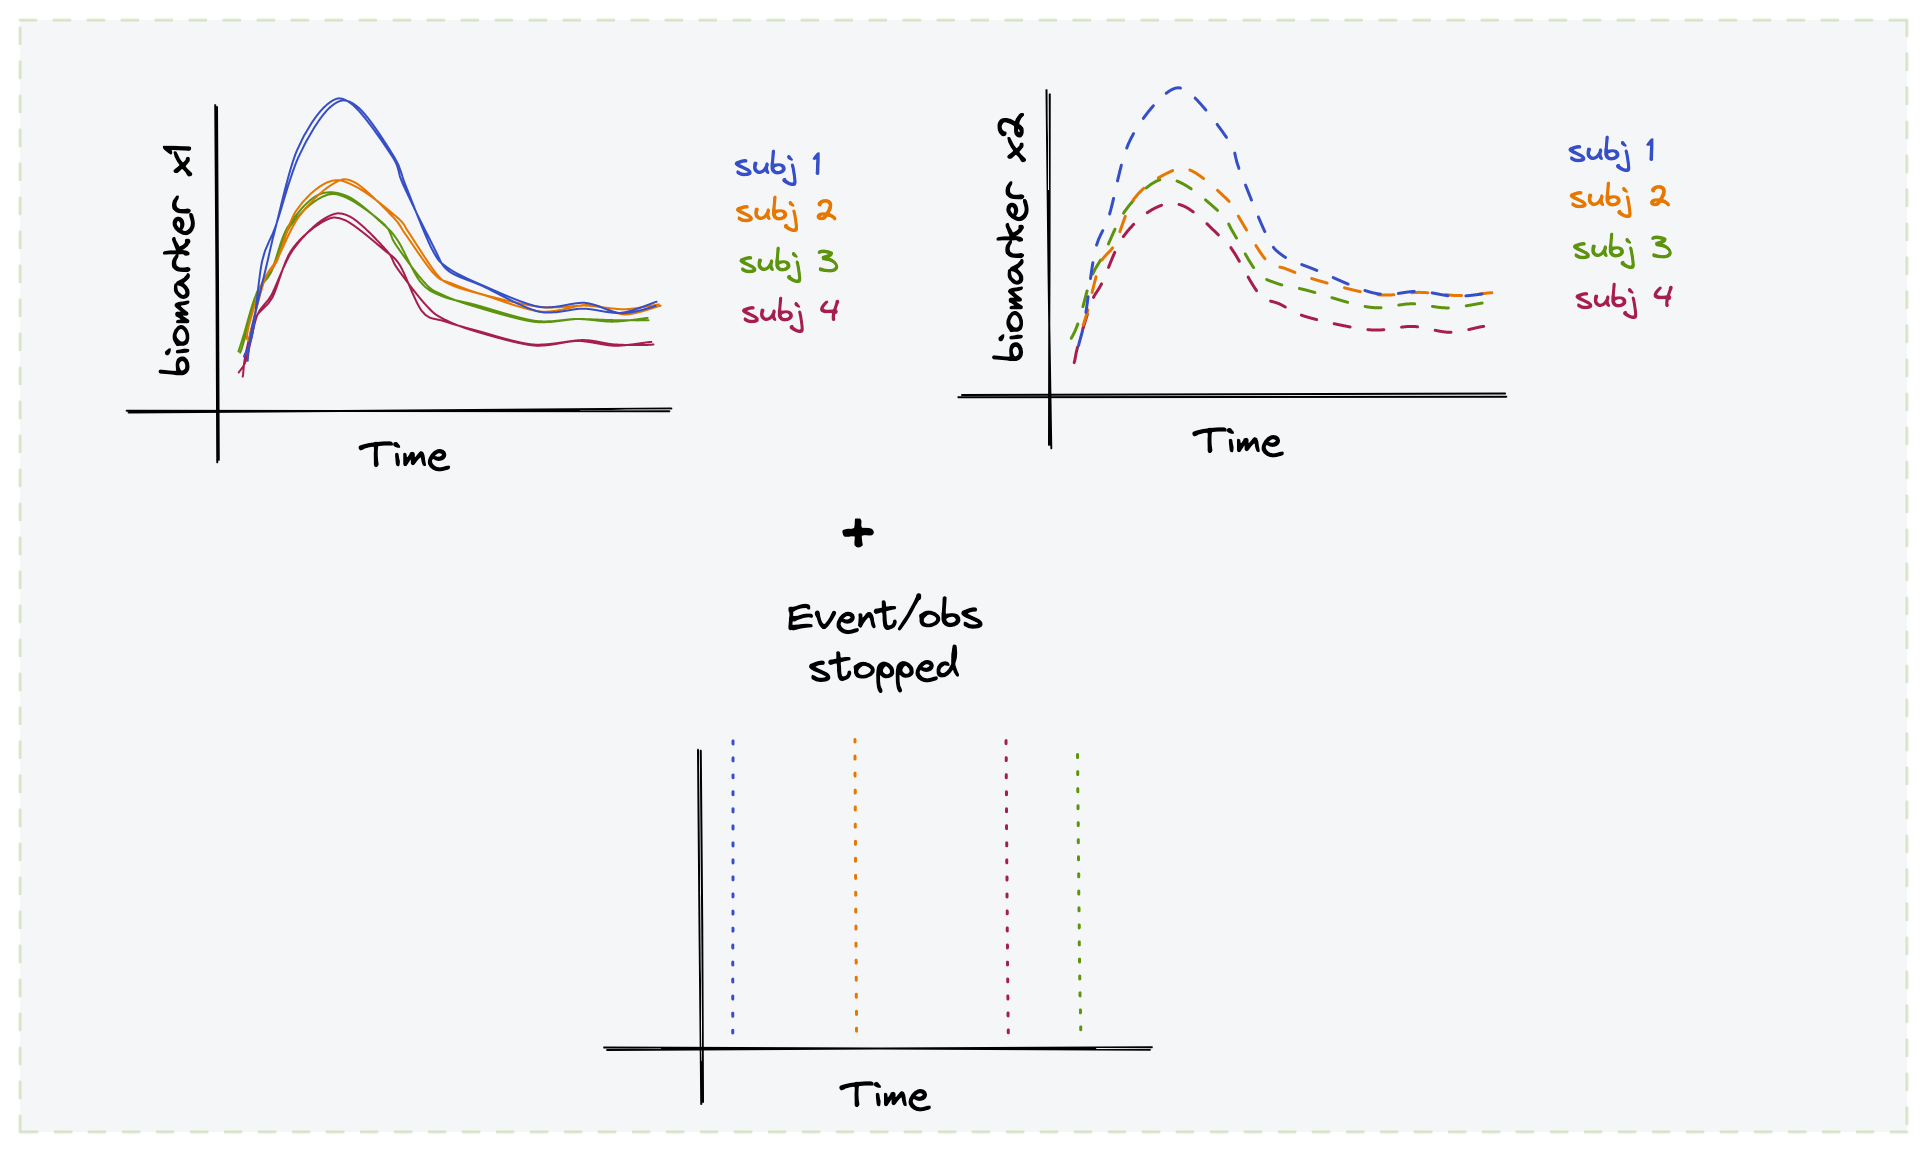 biomarker x1
subj 1
subj 2
subj 3
subj 4
Time
biomarker x2
subj 1
subj 2
subj 3
subj 4
Time
+
Event/obs
stopped
Time